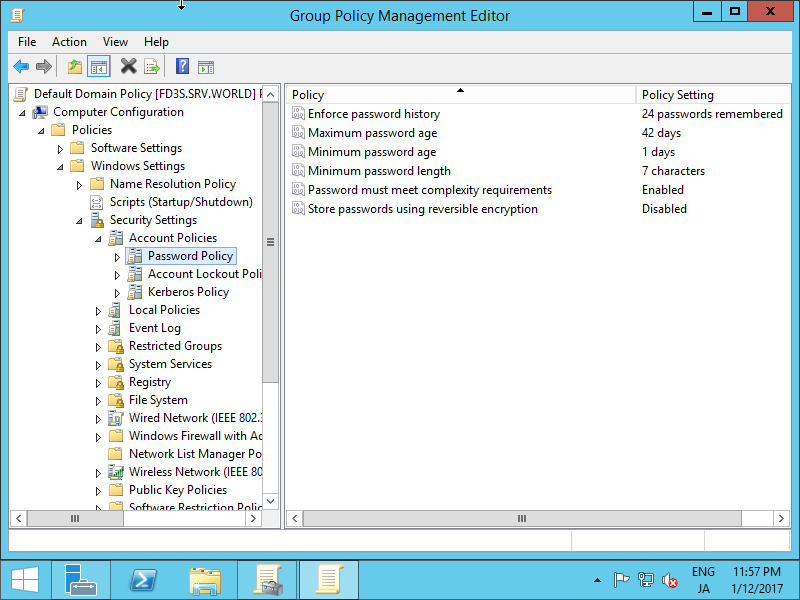 Group Policy Management Editor
File Action View Help
Default Domain Policy [FD3S.SRV.WORLD]
Computer Configuration
Policies
Software Settings
Windows Settings
Name Resolution Policy
Scripts (Startup/Shutdown)
Security Settings
Account Policies
Password Policy
Account Lockout Poli
Kerberos Policy
Local Policies
Event Log
Restricted Groups
System Services
Registry
File System
Wired Network (IEEE 802.3
Windows Firewall with Ad
Network List Manager Po
Wireless Network (IEEE 80
Public Key Policies
Software Restriction Polic
Policy Policy Setting
Enforce password history 24 passwords remembered
Maximum password age 42 days
Minimum password age 1 days
Minimum password length 7 characters
Password must meet complexity requirements Enabled
Store passwords using reversible encryption Disabled
ENG 11:57 PM
JA 1/12/2017